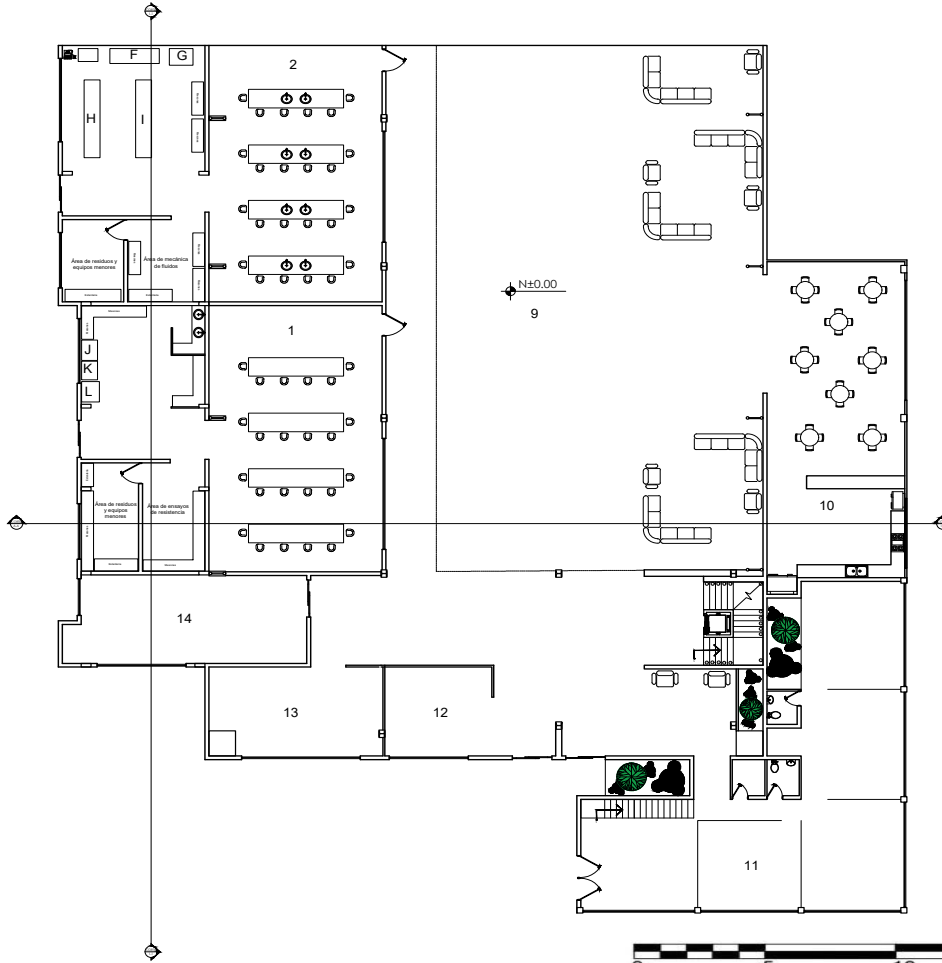 F
G
2
H
I
Área de residuos y
equipos menores
Área de mecánica
de fluidos
N±0.00
9
1
J
K
L
Área de residuos
y equipos
menores
Área de ensayos
de resistencia
10
14
13
12
11